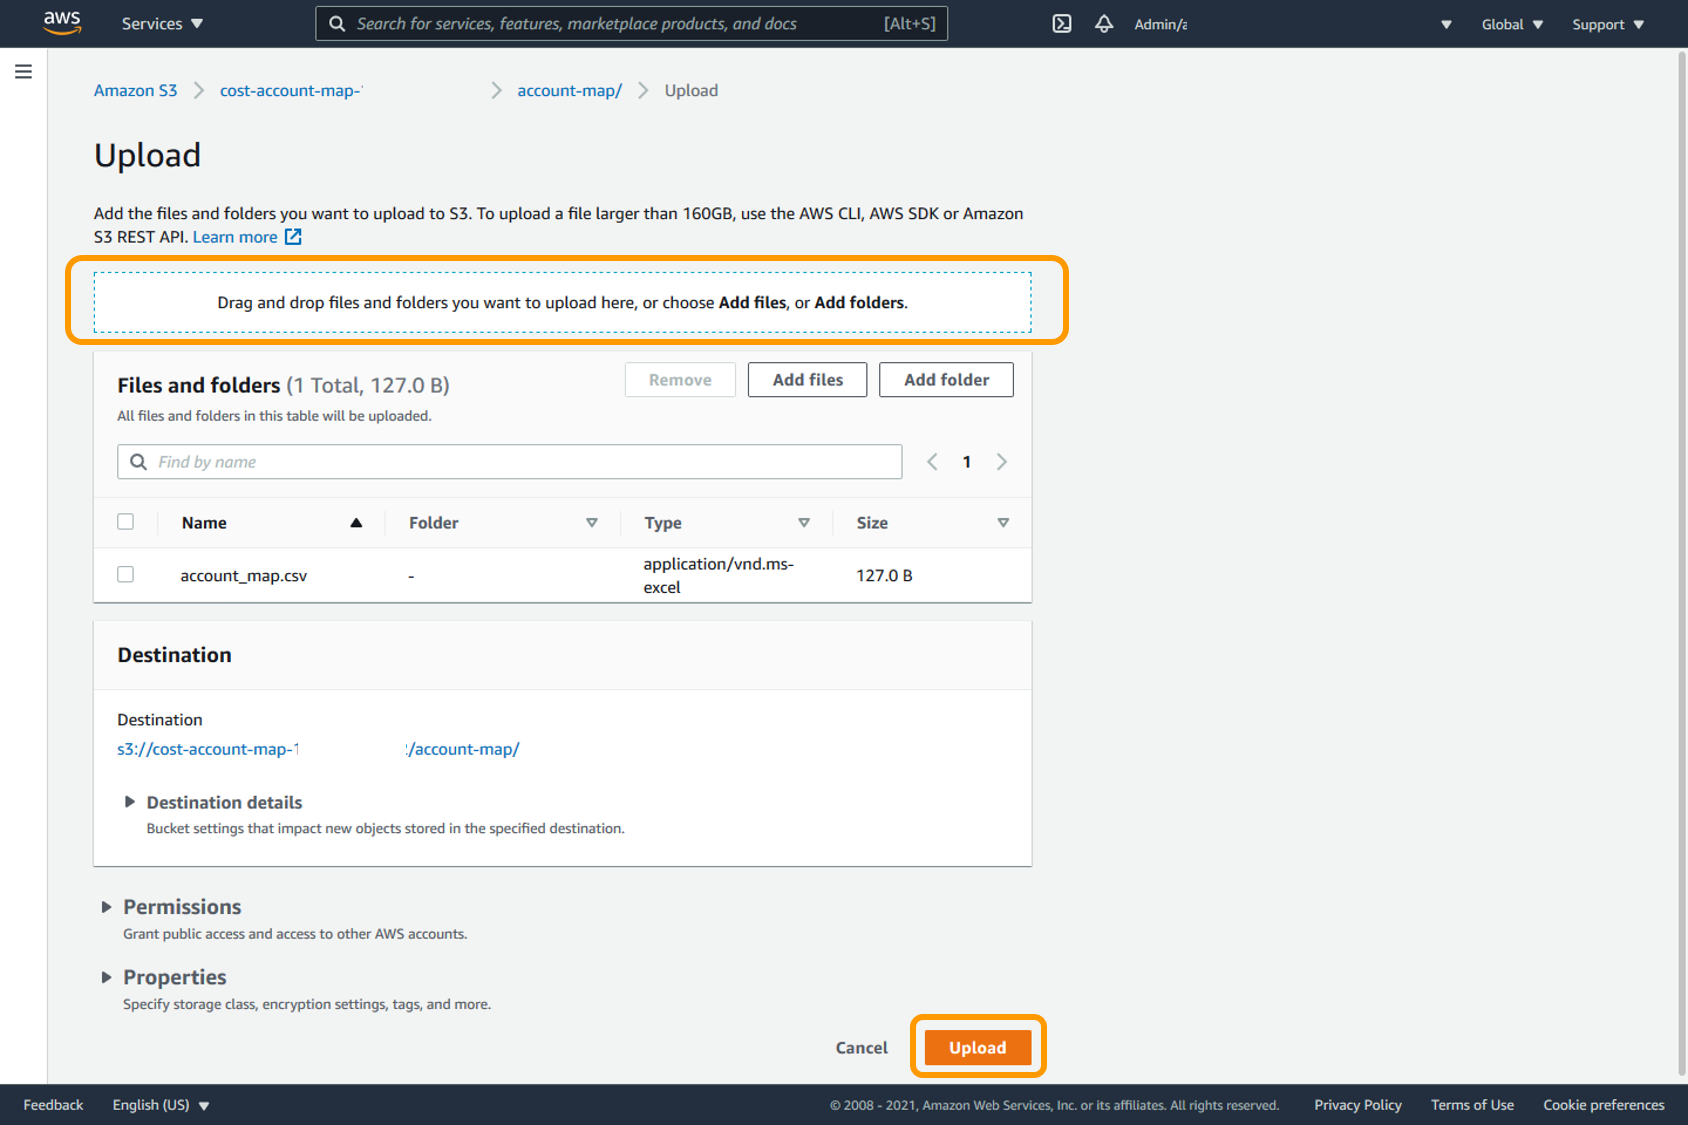 aws Services Search for services, features, marketplace products, and docs [Alt+S] Admin/a Global Support
Amazon S3 cost-account-map- account-map/ Upload
Upload
Add the files and folders you want to upload to S3. To upload a file larger than 160GB, use the AWS CLI, AWS SDK or Amazon
S3 REST API. Learn more
Drag and drop files and folders you want to upload here, or choose Add files, or Add folders.
Files and folders (1 Total, 127.0 B) Remove Add files Add folder
All files and folders in this table will be uploaded.
Find by name 1
Name Folder Type Size
account_map.csv - application/vnd.ms-
excel 127.0 B
Destination
Destination
s3://cost-account-map-1 /account-map/
Destination details
Bucket settings that impact new objects stored in the specified destination.
Permissions
Grant public access and access to other AWS accounts.
Properties
Specify storage class, encryption settings, tags, and more.
Cancel Upload
Feedback English (US) © 2008 - 2021, Amazon Web Services, Inc. or its affiliates. All rights reserved. Privacy Policy Terms of Use Cookie preferences